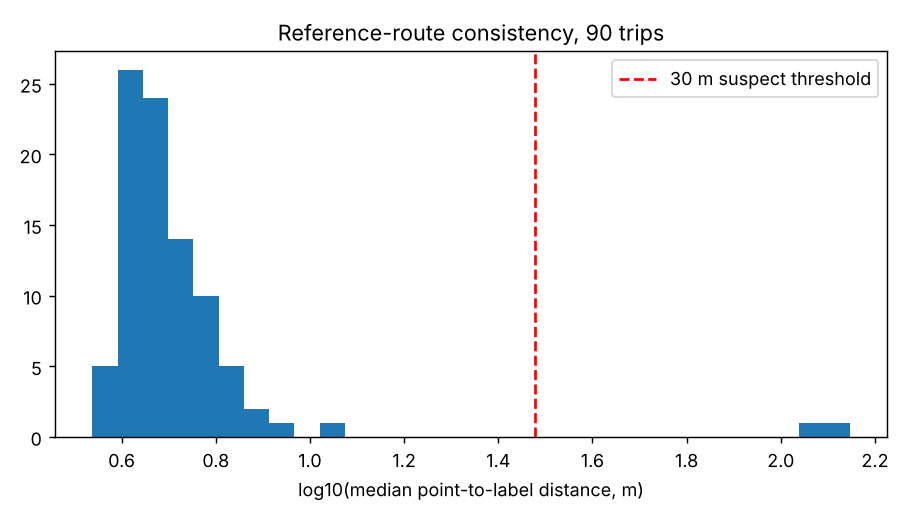 Reference-route consistency, 90 trips
30 m suspect threshold
25
20
15
10
5
0
0.6 0.8 1.0 1.2 1.4 1.6 1.8 2.0 2.2
log10(median point-to-label distance, m)